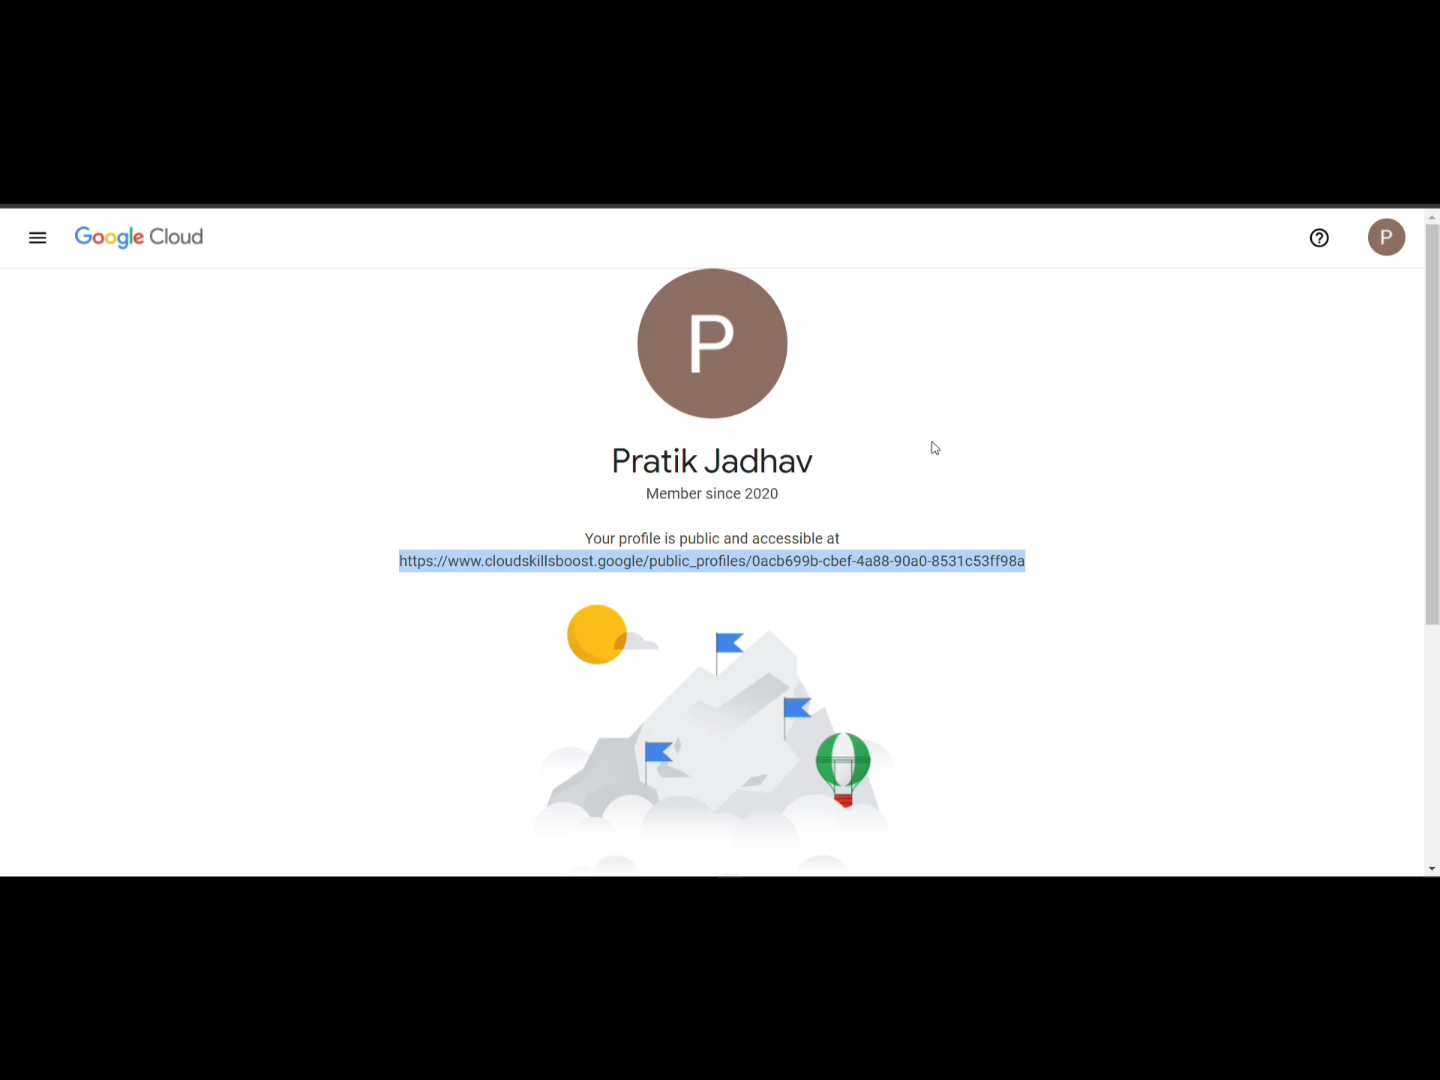 Google Cloud
P
P
Pratik Jadhav
Member since 2020
Your profile is public and accessible at
https://www.cloudskillsboost.google/public_profiles/0acb699b-cbef-4a88-90a0-8531c53ff98a